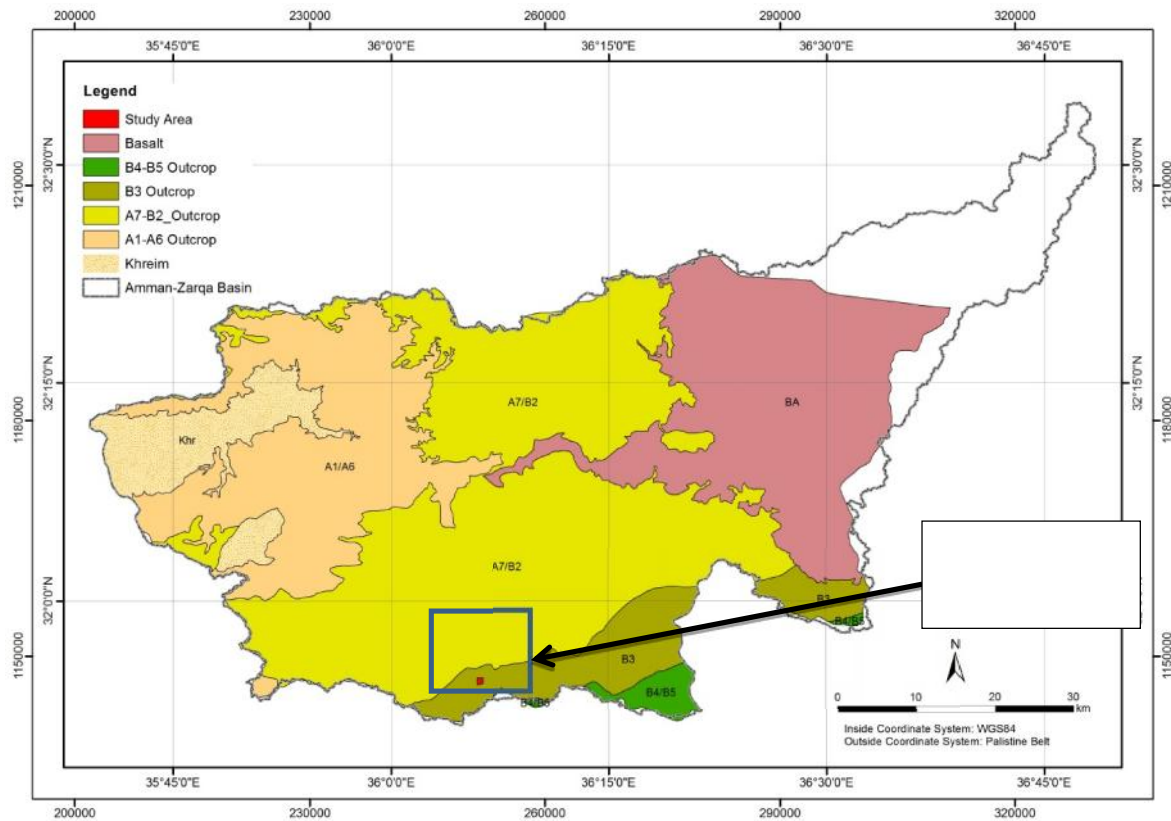 200000 230000 260000 290000 320000
35°45'0"E 36°0'0"E 36°15'0"E 36°30'0"E 36°45'0"E
Legend
Study Area
Basalt
B4-B5 Outcrop
B3 Outcrop
A7-B2_Outcrop
A1-A6 Outcrop
Khreim
Amman-Zarqa Basin
32°30'0"N 32°30'0"N
1210000 1210000
32°15'0"N 32°15'0"N
1180000 1180000
A7/B2
BA
Khr
A1/A6
A7/B2
32°0'0"N
B3
B4/B5
1150000 1150000
B3
B4/B5
B4/B5
N
0 10 20 30
km
Inside Coordinate System: WGS84
Outside Coordinate System: Palistine Belt
35°45'0"E 36°0'0"E 36°15'0"E 36°30'0"E 36°45'0"E
200000 230000 260000 290000 320000